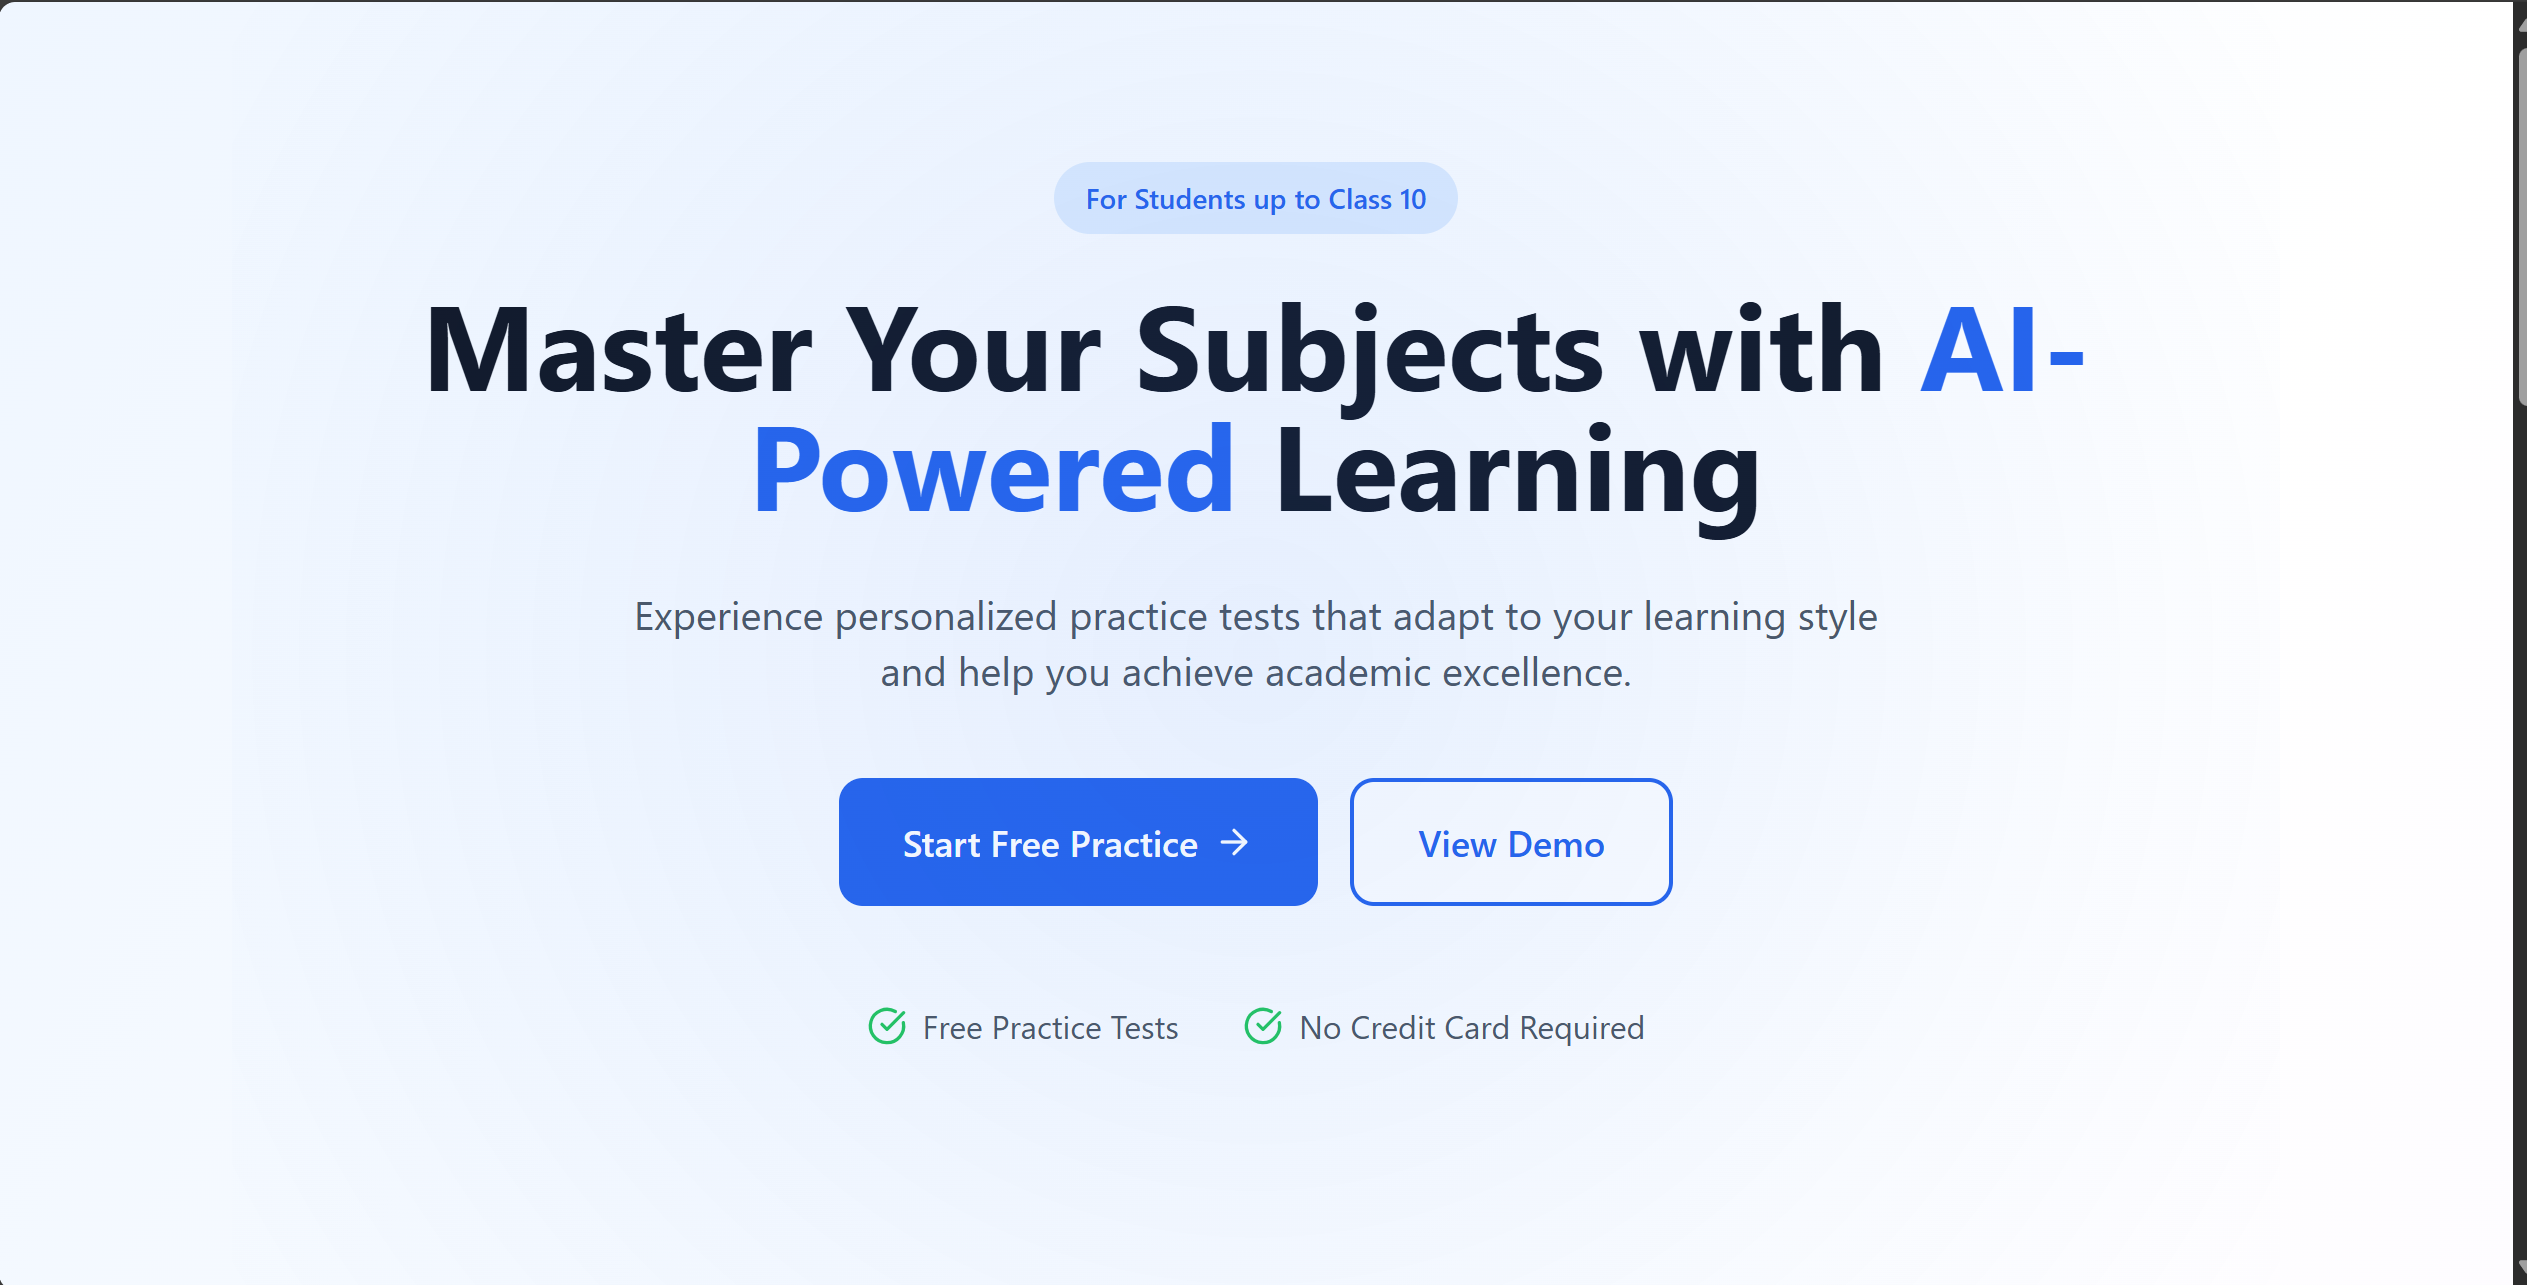 For Students up to Class 10
Master Your Subjects with AI-
Powered Learning
Experience personalized practice tests that adapt to your learning style
and help you achieve academic excellence.
Start Free Practice →
View Demo
Free Practice Tests
No Credit Card Required